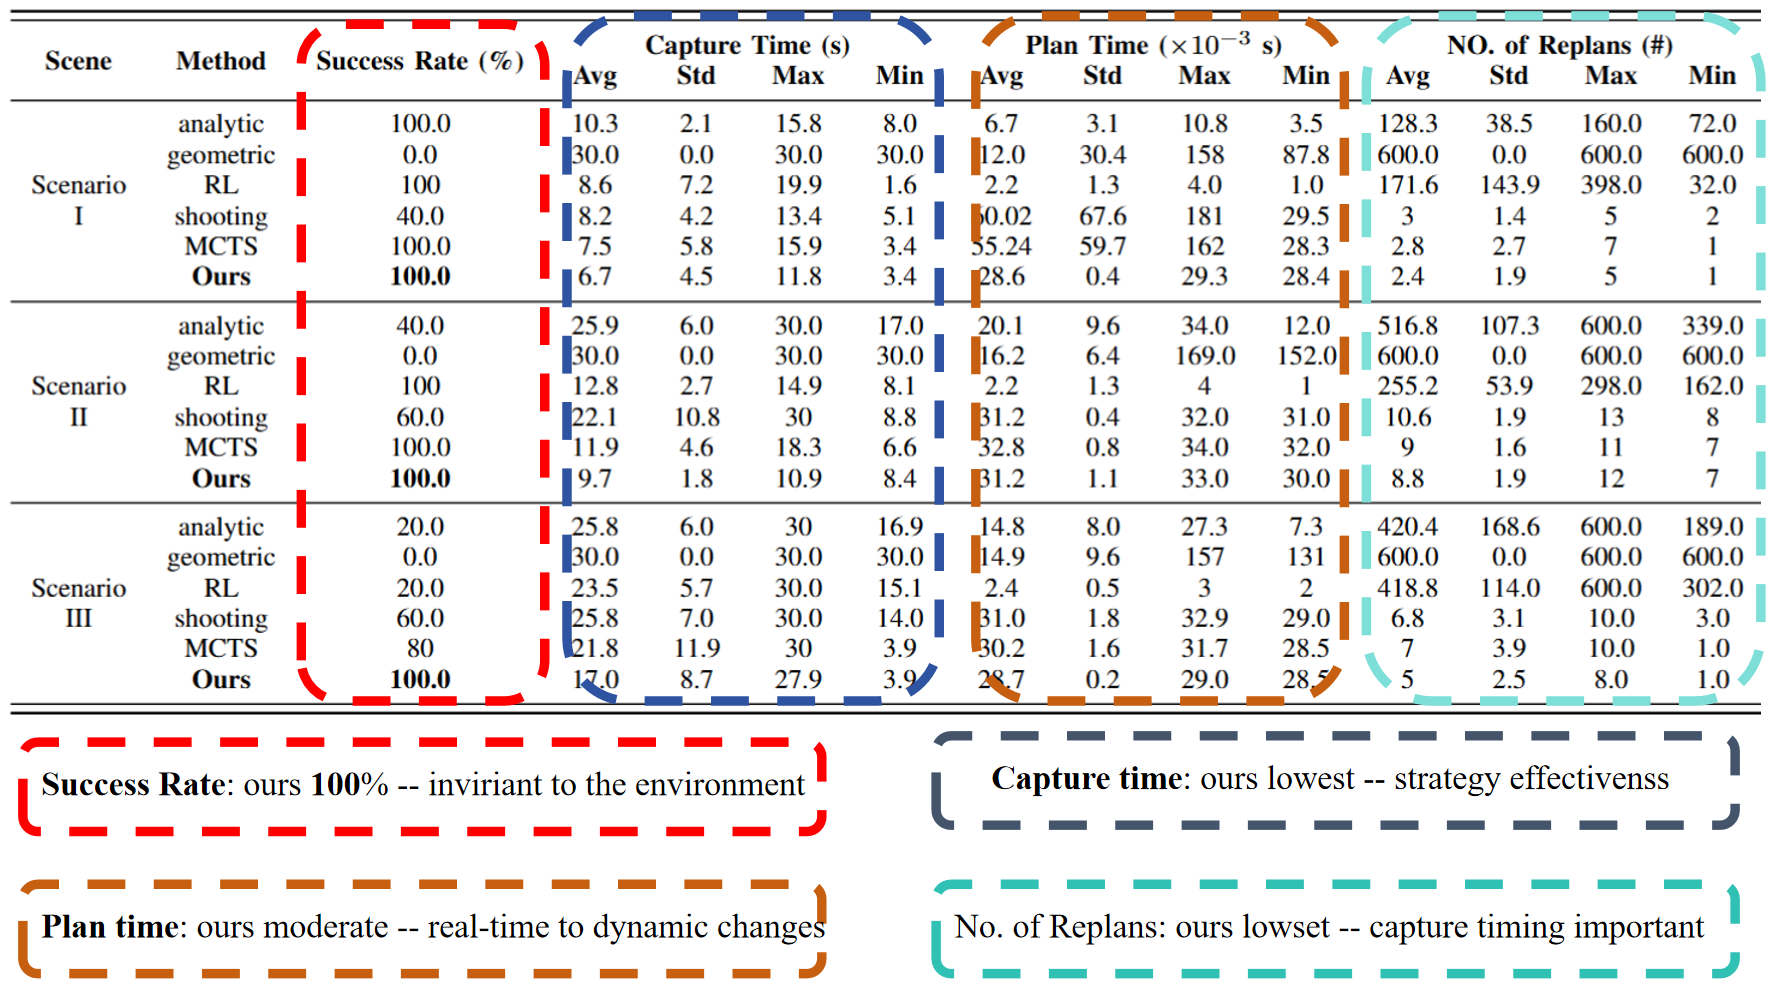 Scene Method Success Rate (%) Capture Time (s) Plan Time (×10⁻³ s) NO. of Replans (#)
Avg Std Max Min Avg Std Max Min Avg Std Max Min
analytic 100.0 10.3 2.1 15.8 8.0 6.7 3.1 10.8 3.5 128.3 38.5 160.0 72.0
geometric 0.0 30.0 0.0 30.0 30.0 12.0 30.4 158 87.8 600.0 0.0 600.0 600.0
Scenario RL 100 8.6 7.2 19.9 1.6 2.2 1.3 4.0 1.0 171.6 143.9 398.0 32.0
I shooting 40.0 8.2 4.2 13.4 5.1 0.02 67.6 181 29.5 3 1.4 5 2
MCTS 100.0 7.5 5.8 15.9 3.4 55.24 59.7 162 28.3 2.8 2.7 7 1
Ours 100.0 6.7 4.5 11.8 3.4 28.6 0.4 29.3 28.4 2.4 1.9 5 1
analytic 40.0 25.9 6.0 30.0 17.0 20.1 9.6 34.0 12.0 516.8 107.3 600.0 339.0
geometric 0.0 30.0 0.0 30.0 30.0 16.2 6.4 169.0 152.0 600.0 0.0 600.0 600.0
Scenario RL 100 12.8 2.7 14.9 8.1 2.2 1.3 4 1 255.2 53.9 298.0 162.0
II shooting 60.0 22.1 10.8 30 8.8 31.2 0.4 32.0 31.0 10.6 1.9 13 8
MCTS 100.0 11.9 4.6 18.3 6.6 32.8 0.8 34.0 32.0 9 1.6 11 7
Ours 100.0 9.7 1.8 10.9 8.4 31.2 1.1 33.0 30.0 8.8 1.9 12 7
analytic 20.0 25.8 6.0 30 16.9 14.8 8.0 27.3 7.3 420.4 168.6 600.0 189.0
geometric 0.0 30.0 0.0 30.0 30.0 14.9 9.6 157 131 600.0 0.0 600.0 600.0
Scenario RL 20.0 23.5 5.7 30.0 15.1 2.4 0.5 3 2 418.8 114.0 600.0 302.0
III shooting 60.0 25.8 7.0 30.0 14.0 31.0 1.8 32.9 29.0 6.8 3.1 10.0 3.0
MCTS 80 21.8 11.9 30 3.9 30.2 1.6 31.7 28.5 7 3.9 10.0 1.0
Ours 100.0 17.0 8.7 27.9 3.9 28.7 0.2 29.0 28.5 5 2.5 8.0 1.0
Success Rate: ours 100% -- inviriant to the environment
Capture time: ours lowest -- strategy effectivenss
Plan time: ours moderate -- real-time to dynamic changes
No. of Replans: ours lowset -- capture timing important